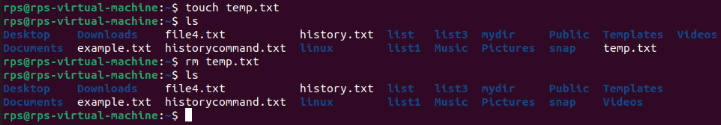 rps@rps-virtual-machine:~$ touch temp.txt
rps@rps-virtual-machine:~$ ls
Desktop Downloads file4.txt history.txt list list3 mydir Public Templates Videos
Documents example.txt historycommand.txt linux list1 Music Pictures snap temp.txt
rps@rps-virtual-machine:~$ rm temp.txt
rps@rps-virtual-machine:~$ ls
Desktop Downloads file4.txt history.txt list list3 mydir Public Templates
Documents example.txt historycommand.txt linux list1 Music Pictures snap Videos
rps@rps-virtual-machine:~$